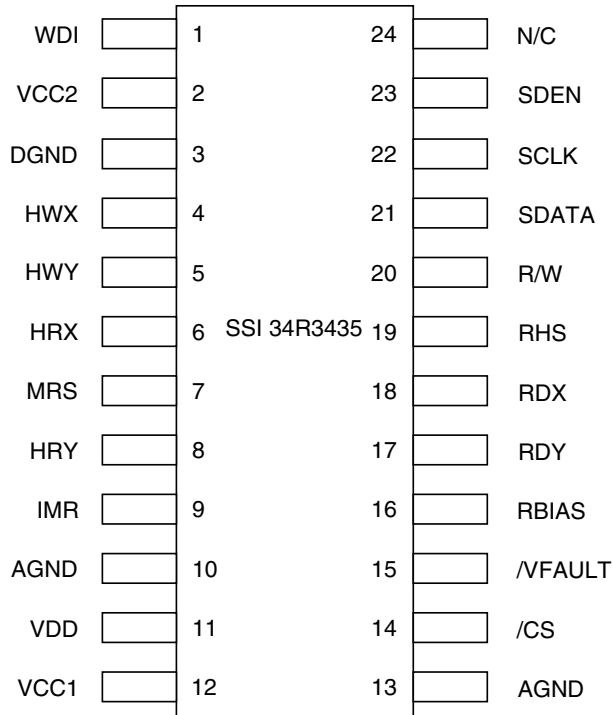 WDI 1 24 N/C
VCC2 2 23 SDEN
DGND 3 22 SCLK
HWX 4 21 SDATA
HWY 5 20 R/W
HRX 6 SSI 34R3435 19 RHS
MRS 7 18 RDX
HRY 8 17 RDY
IMR 9 16 RBIAS
AGND 10 15 /VFAULT
VDD 11 14 /CS
VCC1 12 13 AGND